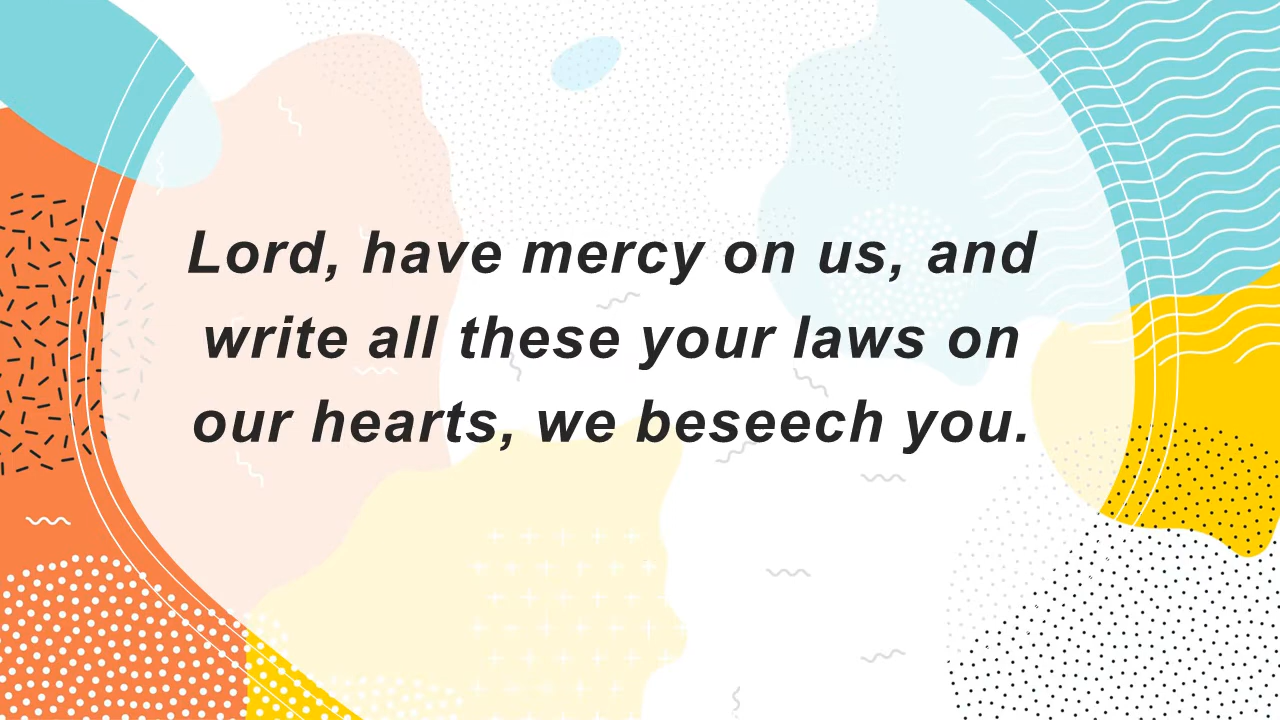 Lord, have mercy on us, and
write all these your laws on
our hearts, we beseech you.